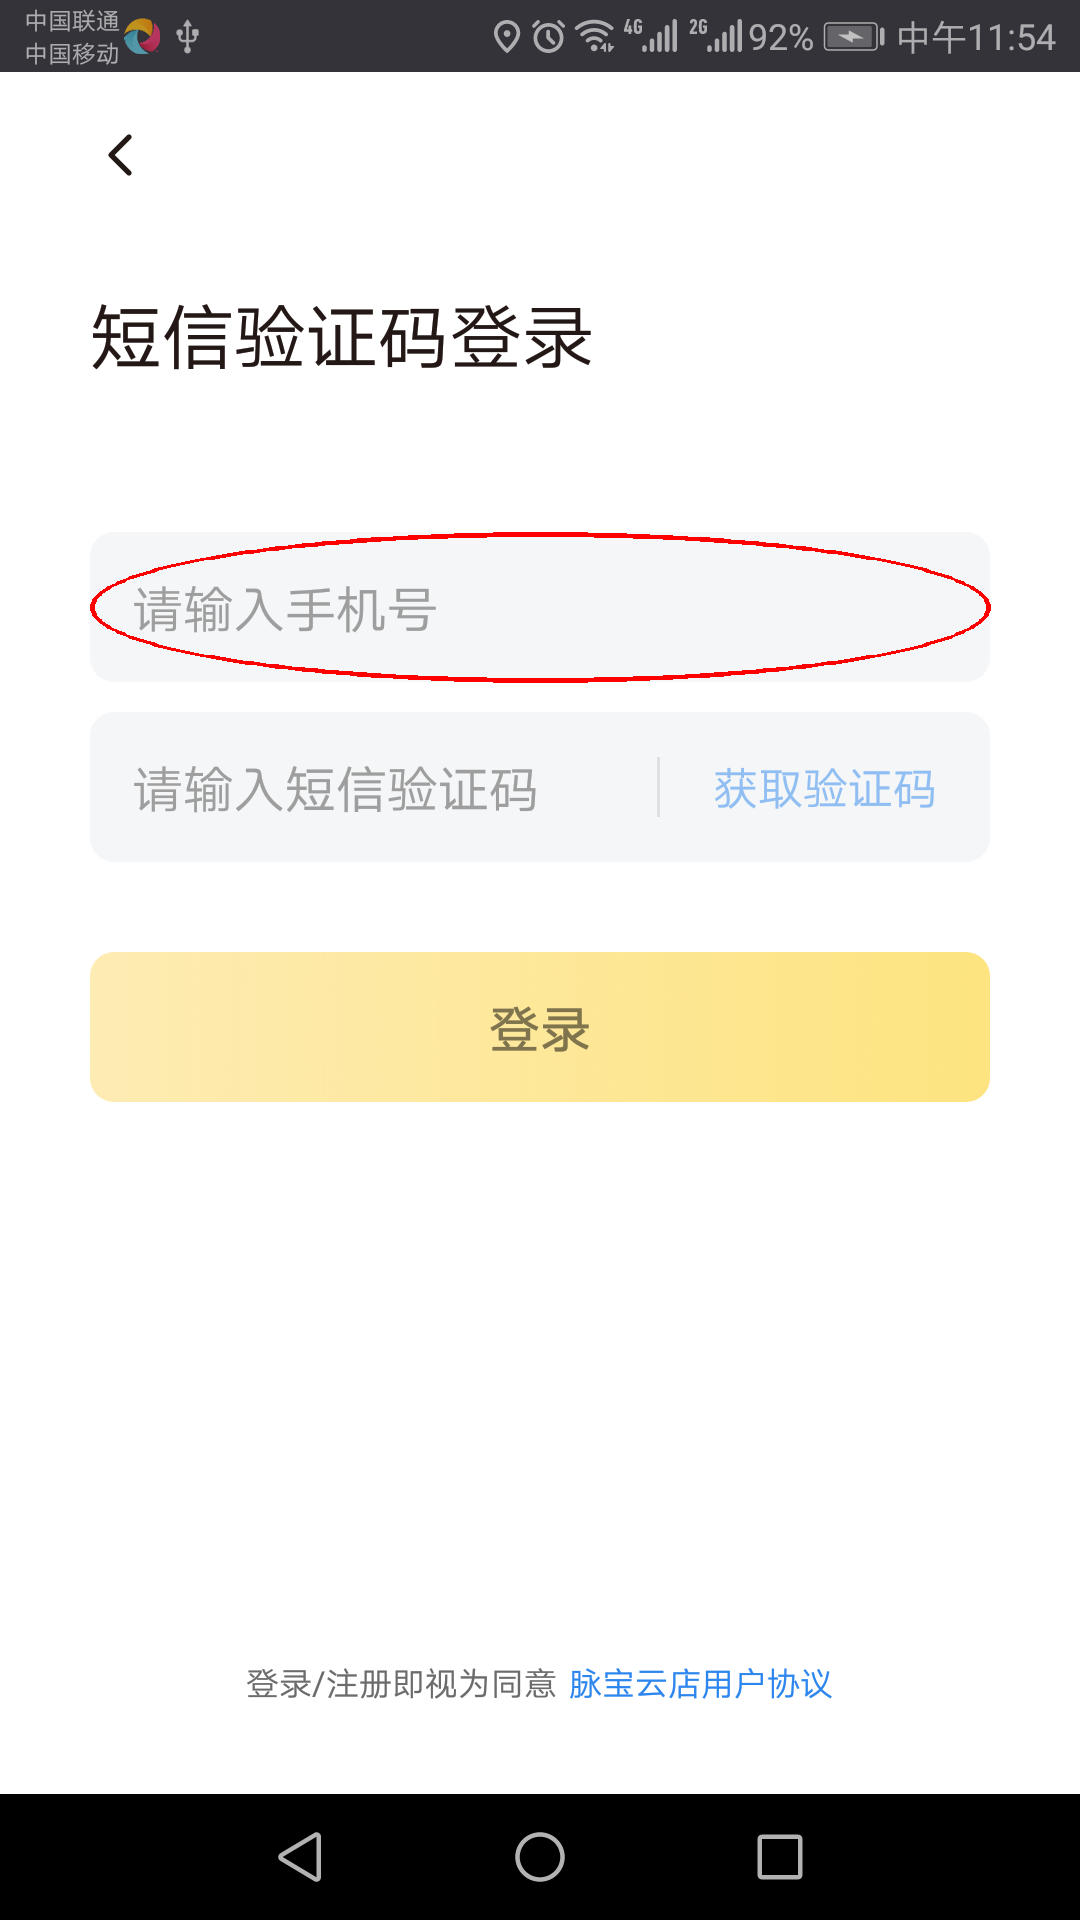 中国联通
中国移动
4G
2G
92%
中午11:54
短信验证码登录
请输入手机号
请输入短信验证码
获取验证码
登录
登录/注册即视为同意 脉宝云店用户协议